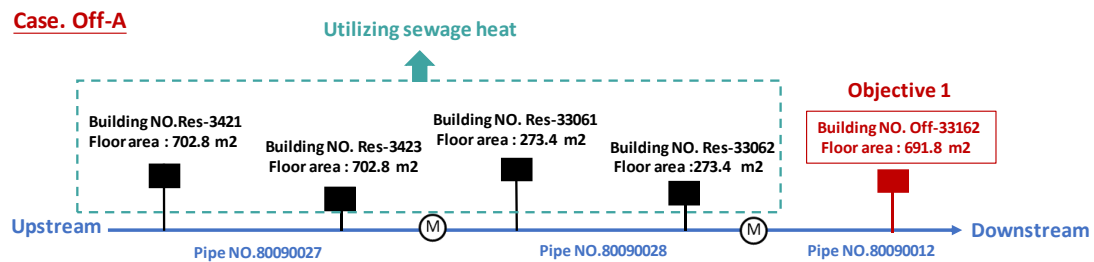 Case. Off-A
Utilizing sewage heat
Objective 1
Building NO.Res-3421
Floor area : 702.8 m2
Building NO. Res-3423
Floor area : 702.8 m2
Building NO. Res-33061
Floor area : 273.4 m2
Building NO. Res-33062
Floor area :273.4 m2
Building NO. Off-33162
Floor area : 691.8 m2
Upstream
M
M
Downstream
Pipe NO.80090027
Pipe NO.80090028
Pipe NO.80090012